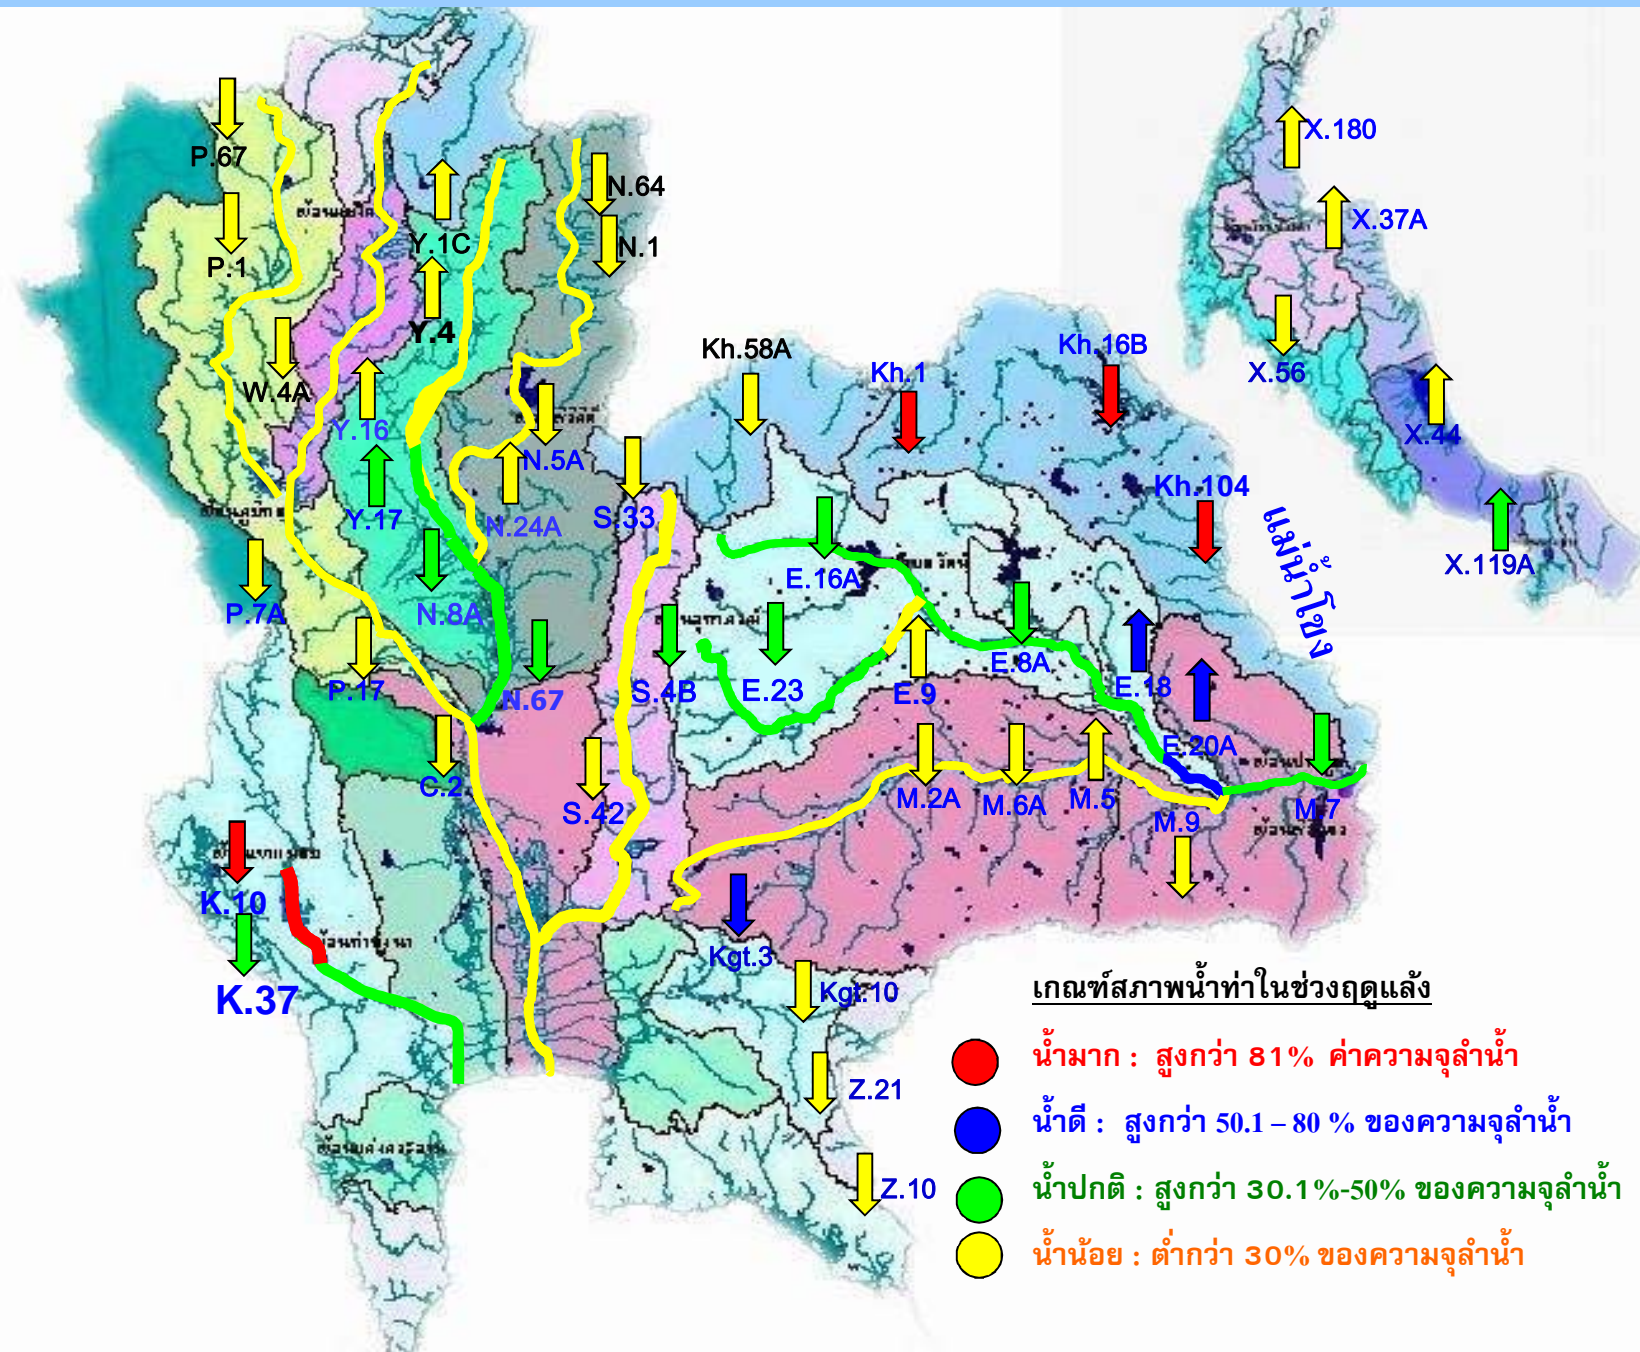 P.67
P.1
W.4A
Y.1C
Y.4
N.64
N.1
Y.16
Y.17
N.5A
N.24A
N.8A
N.67
P.7A
P.17
C.2
S.33
S.4B
S.42
Kh.58A
Kh.1
Kh.16B
Kh.104
แม่น้ำโขง
E.16A
E.23
E.9
E.8A
E.18
E.20A
M.2A
M.6A
M.5
M.9
M.7
K.10
K.37
Kgt.3
Kgt.10
Z.21
Z.10
X.180
X.37A
X.56
X.44
X.119A
เกณฑ์สภาพน้ำท่าในช่วงฤดูแล้ง
น้ำมาก : สูงกว่า 81% ค่าความจุลำน้ำ
น้ำดี : สูงกว่า 50.1 – 80 % ของความจุลำน้ำ
น้ำปกติ : สูงกว่า 30.1%-50% ของความจุลำน้ำ
น้ำน้อย : ต่ำกว่า 30% ของความจุลำน้ำ